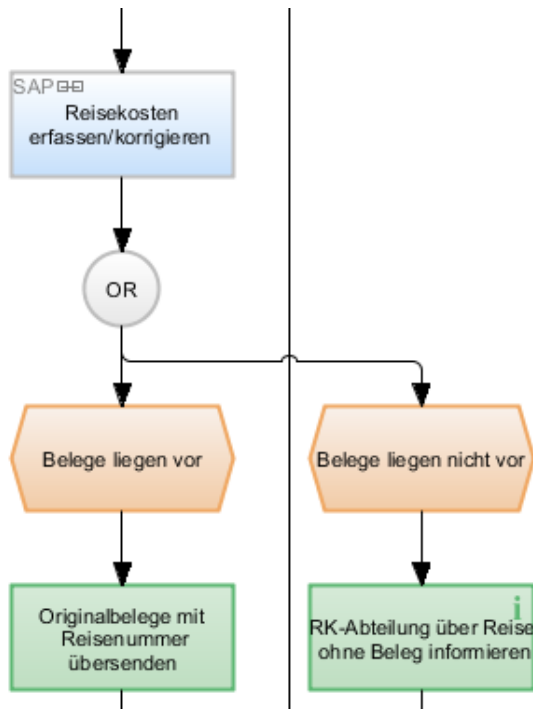 SAP
Reisekosten
erfassen/korrigieren
OR
Belege liegen vor
Belege liegen nicht vor
Originalbelege mit
Reisenummer
übersenden
i
RK-Abteilung über Reise
ohne Beleg informieren